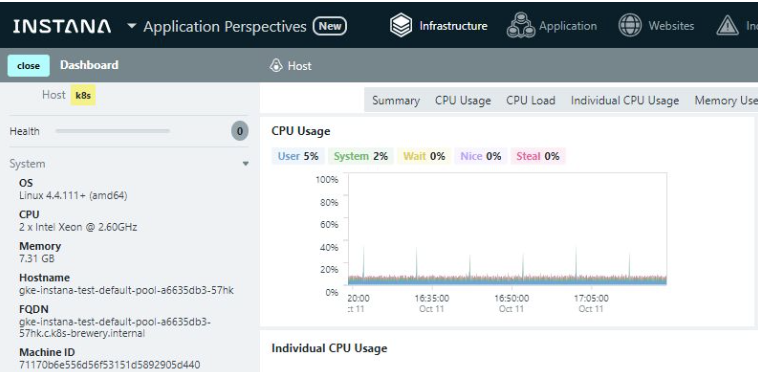 INSTANA
Application Perspectives New
Infrastructure
Application
Websites
close Dashboard
Host
Host k8s
Health 0
System
OS
Linux 4.4.111+ (amd64)
CPU
2 x Intel Xeon @ 2.60GHz
Memory
7.31 GB
Hostname
gke-instana-test-default-pool-a6635db3-57hk
FQDN
gke-instana-test-default-pool-a6635db3-
57hk.c.k8s-brewery.internal
Machine ID
71170b6e556d56f53151d5892905d440
Summary CPU Usage CPU Load Individual CPU Usage Memory Use
CPU Usage
User 5% System 2% Wait 0% Nice 0% Steal 0%
100%
80%
60%
40%
20%
0%
20:00 16:35:00 16:50:00 17:05:00
ct 11 Oct 11 Oct 11 Oct 11
Individual CPU Usage